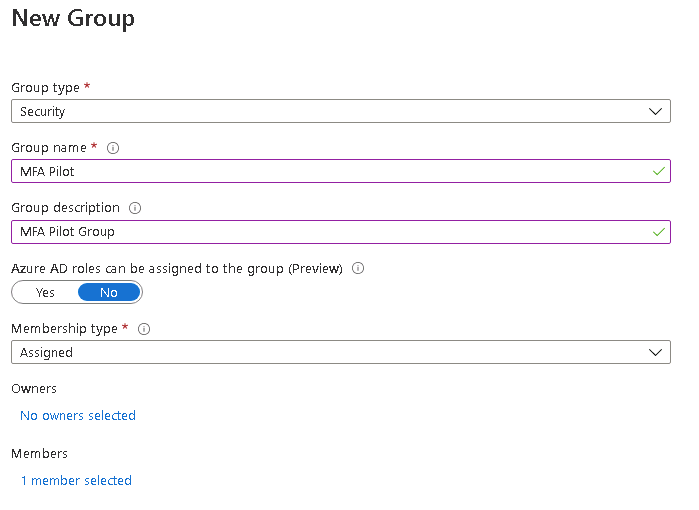 New Group
Group type *
Security
Group name *
MFA Pilot
Group description
MFA Pilot Group
Azure AD roles can be assigned to the group (Preview)
Yes No
Membership type *
Assigned
Owners
No owners selected
Members
1 member selected